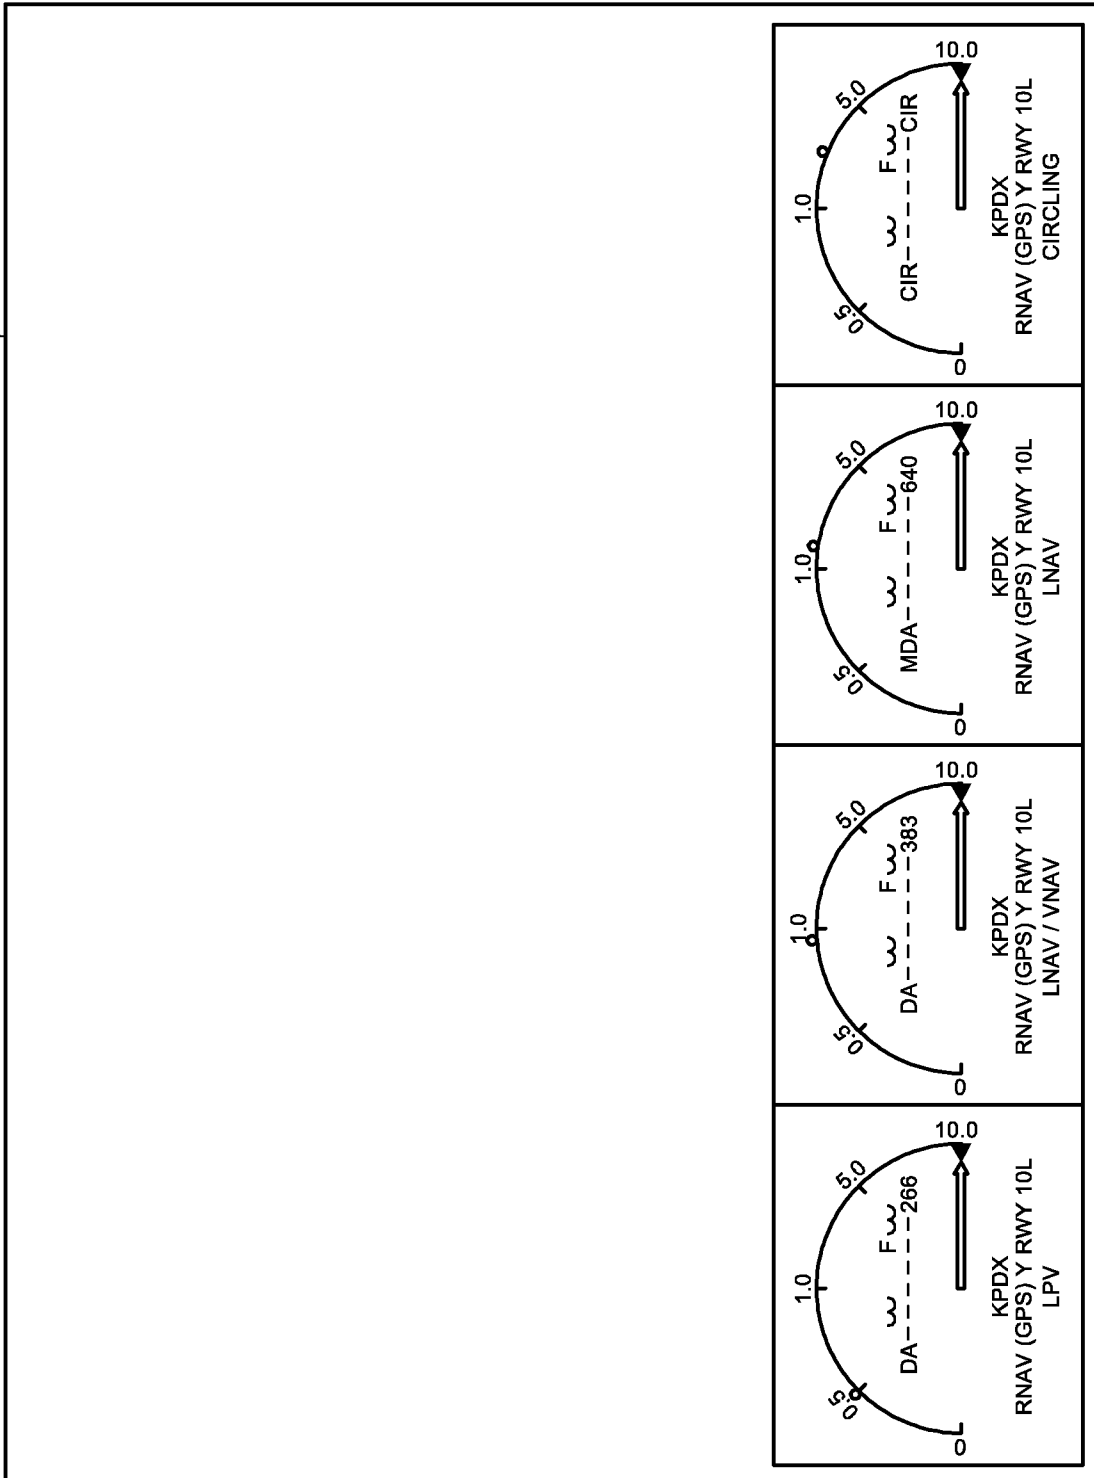 1.0
0.5
5.0
F
DA-----266
0
10.0
KPDX
RNAV (GPS) Y RWY 10L
LPV
1.0
0.5
5.0
F
DA-----383
0
10.0
KPDX
RNAV (GPS) Y RWY 10L
LNAV / VNAV
1.0
0.5
5.0
F
MDA-----640
0
10.0
KPDX
RNAV (GPS) Y RWY 10L
LNAV
1.0
0.5
5.0
F
CIR-----CIR
0
10.0
KPDX
RNAV (GPS) Y RWY 10L
CIRCLING